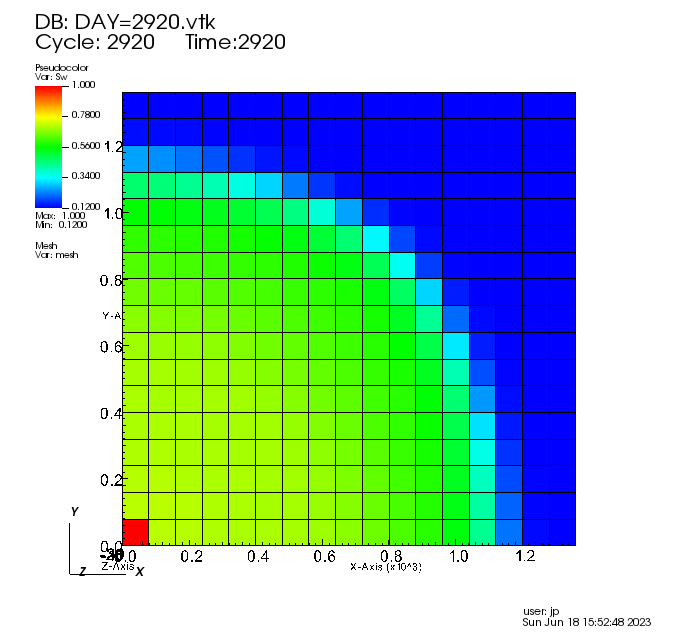 DB: DAY=2920.vtk
Cycle: 2920 Time:2920
Pseudocolor
Var: Sw
1.000
0.7800
0.5600
0.3400
0.1200
Max: 1.000
Min: 0.1200
Mesh
Var: mesh
1.2
1.0
0.8
Y-A
0.6
0.4
0.2
0.0
0.0 0.2 0.4 0.6 0.8 1.0 1.2
Z-Axis
X-Axis (x10^3)
Y
Z X
user: jp
Sun Jun 18 15:52:48 2023